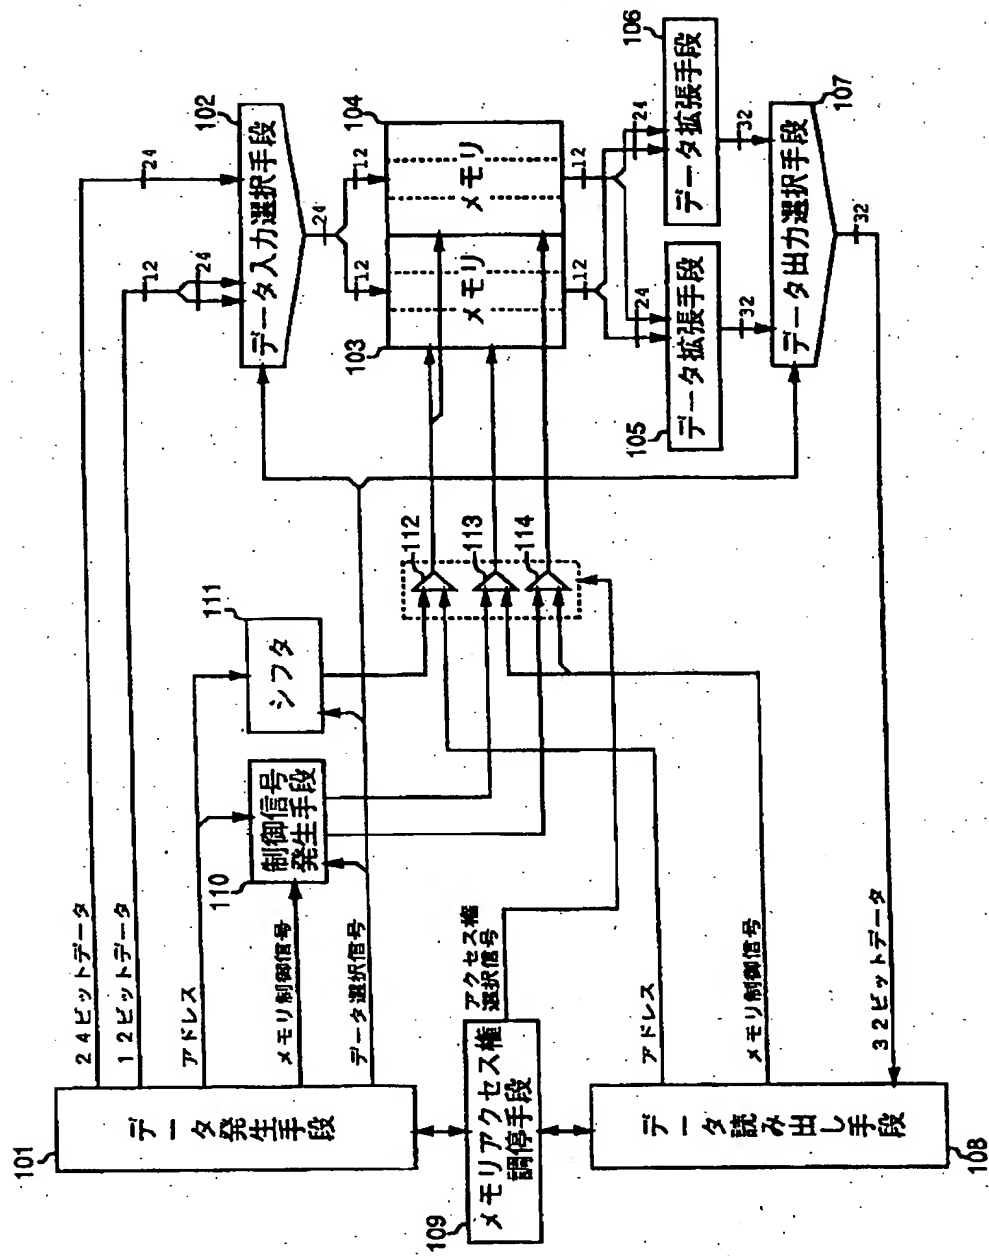 101
データ発生手段
24ビットデータ
12ビットデータ
アドレス
メモリ制御信号
データ選択信号
110
制御信号
発生手段
111
シフタ
24
12
24
102
データ入力選択手段
24
12
12
103
メモリ
104
メモリ
12
12
24
24
105
データ拡張手段
106
データ拡張手段
32
32
107
データ出力選択手段
32
112
113
114
109
メモリアクセス権
調停手段
アクセス権
選択信号
アドレス
メモリ制御信号
32ビットデータ
データ読み出し手段
108